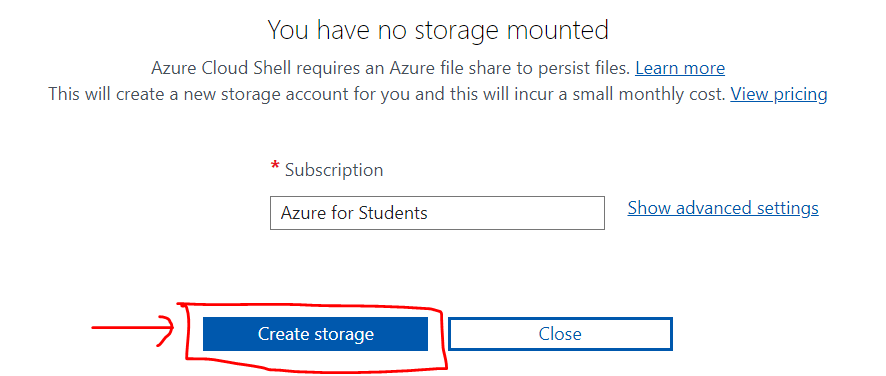 You have no storage mounted
Azure Cloud Shell requires an Azure file share to persist files. Learn more
This will create a new storage account for you and this will incur a small monthly cost. View pricing
* Subscription
Azure for Students
Show advanced settings
Create storage
Close